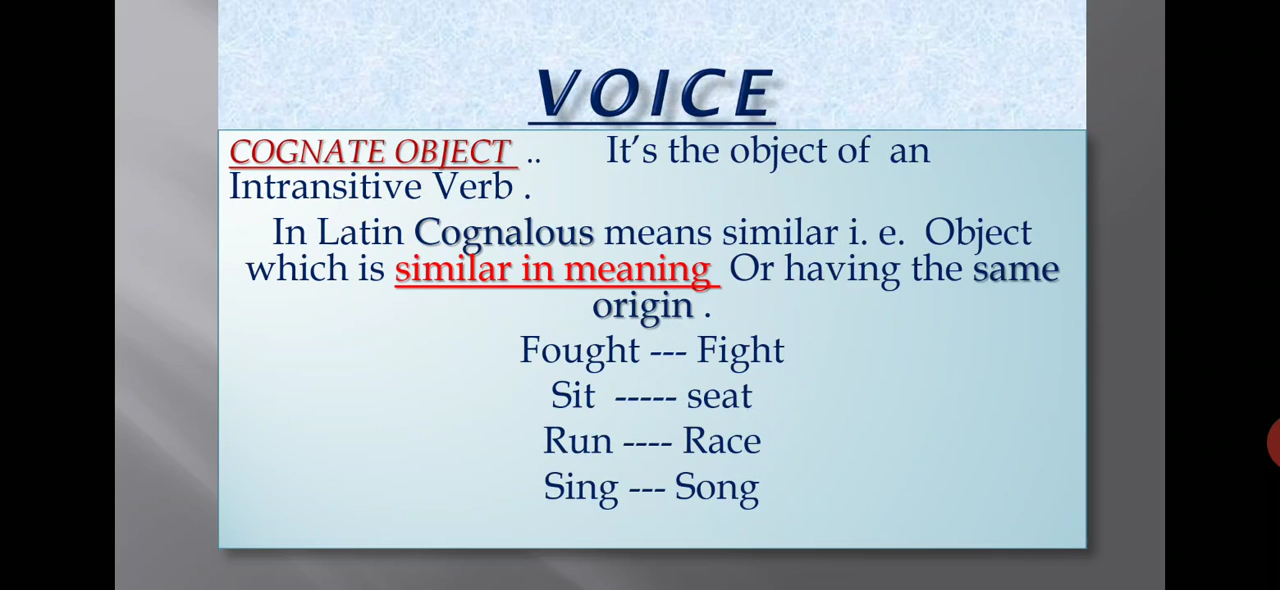 VOICE
COGNATE OBJECT .. It's the object of an
Intransitive Verb .
In Latin Cognalous means similar i. e. Object
which is similar in meaning Or having the same
origin .
Fought --- Fight
Sit ----- seat
Run ---- Race
Sing --- Song